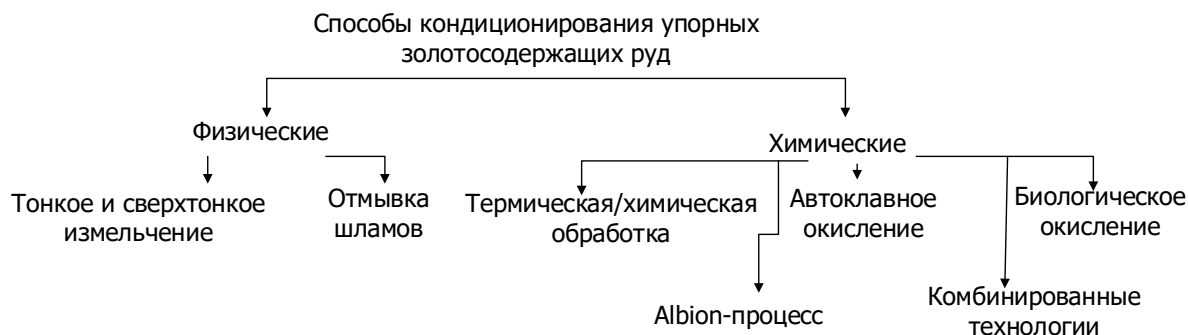 Способы кондиционирования упорных
золотосодержащих руд
Физические
Химические
Тонкое и сверхтонкое
измельчение
Отмывка
шламов
Термическая/химическая
обработка
Автоклавное
окисление
Биологическое
окисление
Albion-процесс
Комбинированные
технологии